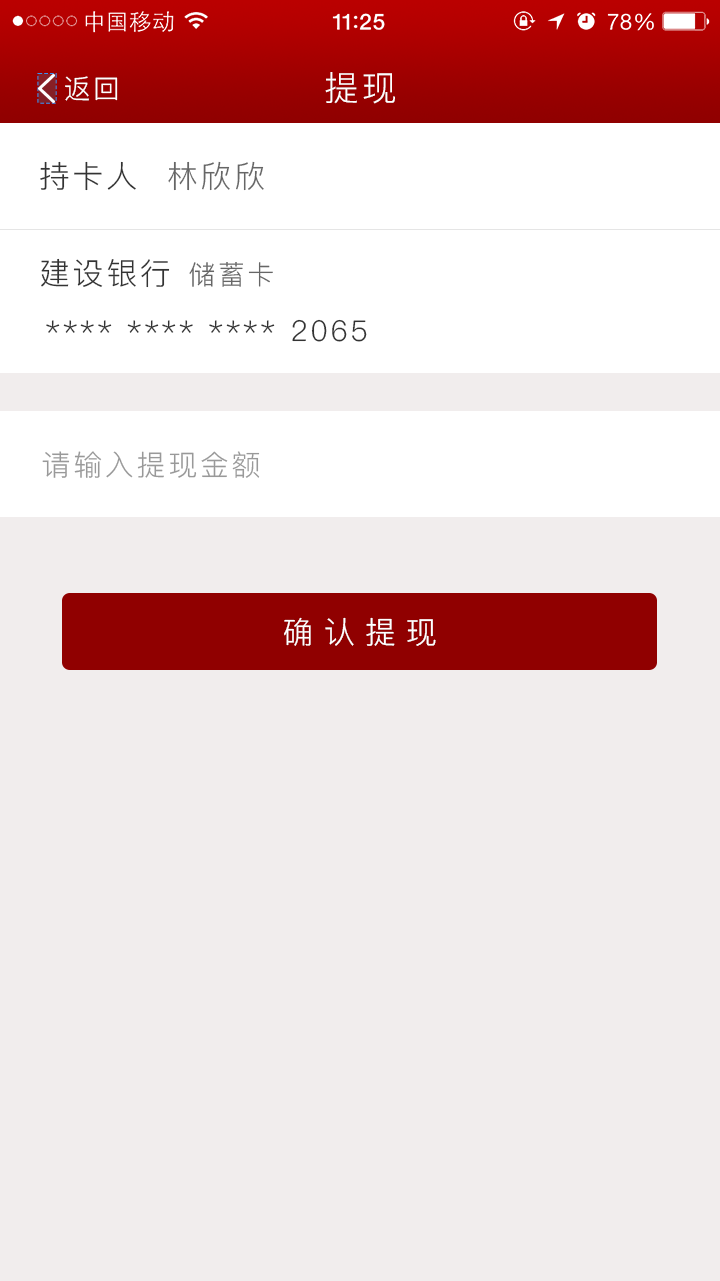 中国移动 11:25 78%
返回 提现
持卡人 林欣欣
建设银行 储蓄卡
**** **** **** 2065
请输入提现金额
确认提现